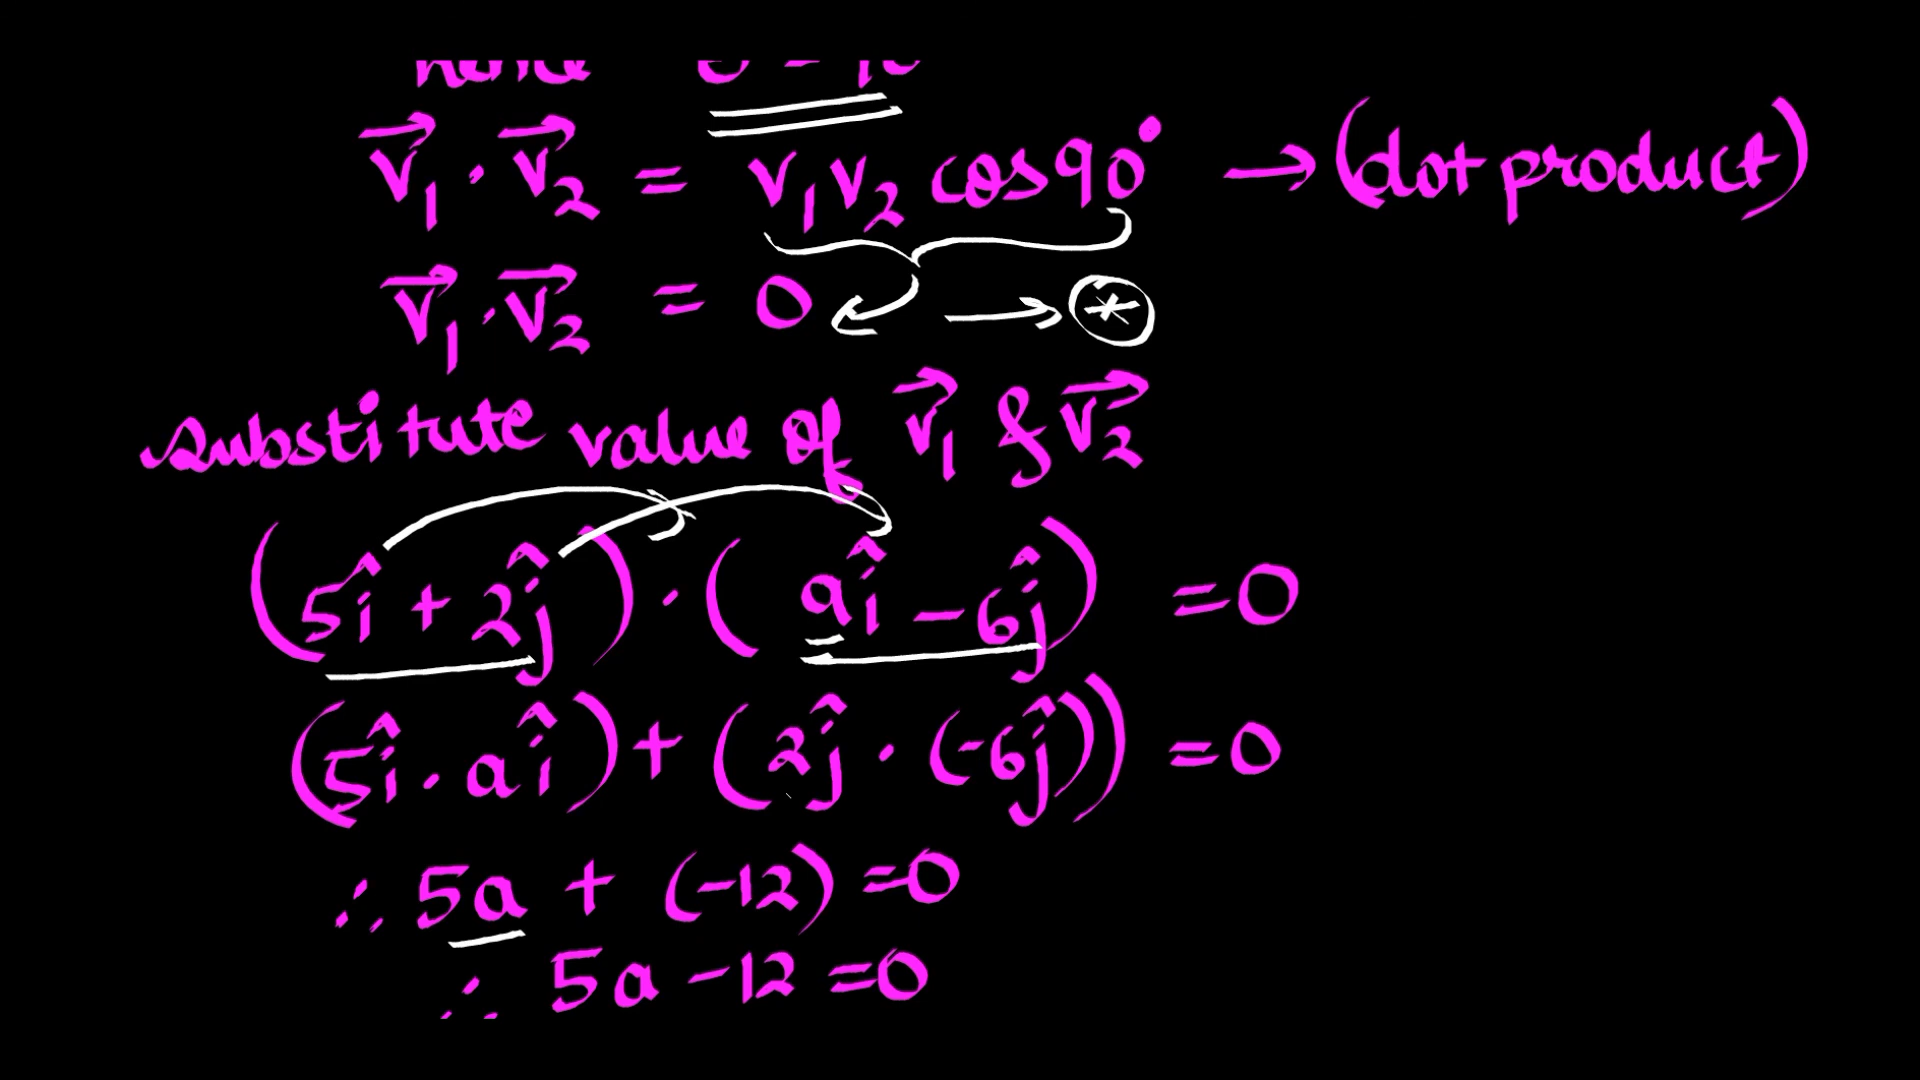 v⃗₁ · v⃗₂ = v₁v₂ cos90° → (dot product)
v⃗₁ · v⃗₂ = 0 → *
substitute value of v⃗₁ & v⃗₂
(5î + 2ĵ) · (aî − 6ĵ) = 0
(5î · aî) + (2ĵ · (−6ĵ)) = 0
∴ 5a + (−12) = 0
∴ 5a − 12 = 0